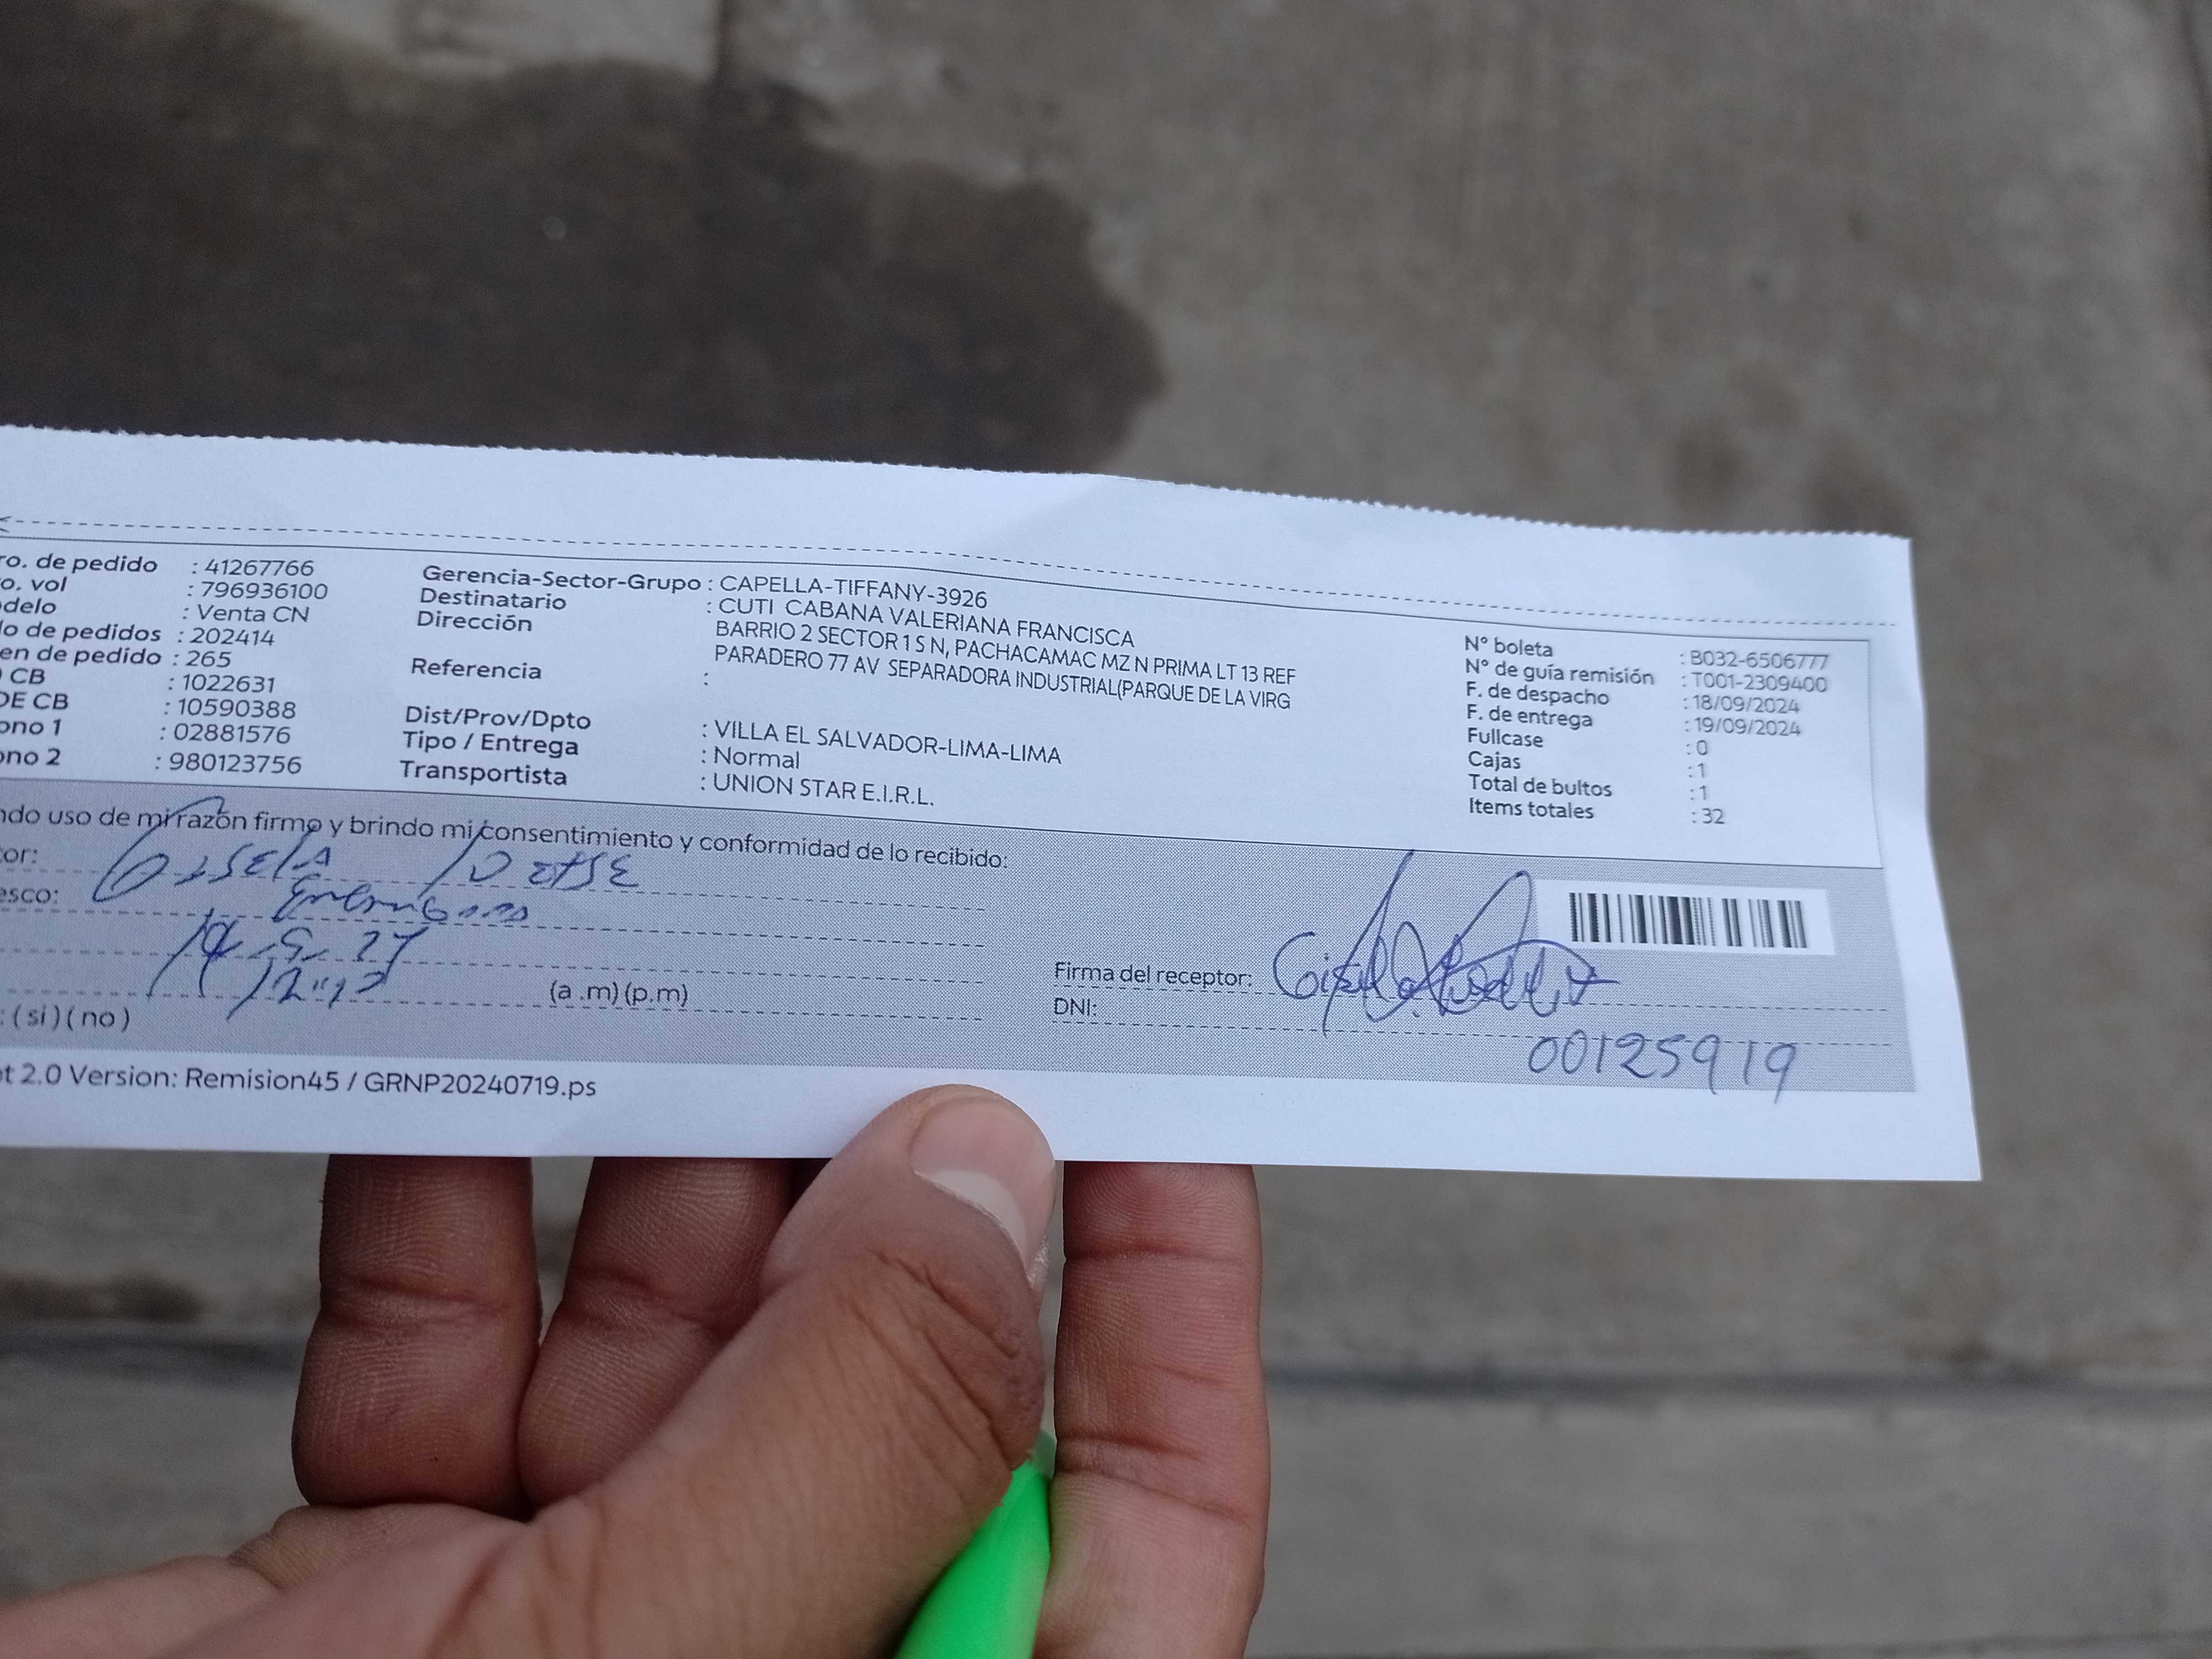 ro. de pedido : 41267766
o. vol : 796936100
delo : Venta CN
o de pedidos : 202414
en de pedido : 265
CB : 1022631
DE CB : 10590388
ono 1 : 02881576
ono 2 : 980123756
Gerencia-Sector-Grupo : CAPELLA-TIFFANY-3926
Destinatario : CUTI CABANA VALERIANA FRANCISCA
Dirección BARRIO 2 SECTOR 1 S N, PACHACAMAC MZ N PRIMA LT 13 REF
PARADERO 77 AV SEPARADORA INDUSTRIAL(PARQUE DE LA VIRG
Referencia :
Dist/Prov/Dpto : VILLA EL SALVADOR-LIMA-LIMA
Tipo / Entrega : Normal
Transportista : UNION STAR E.I.R.L.
N° boleta : B032-6506777
N° de guía remisión : T001-2309400
F. de despacho : 18/09/2024
F. de entrega : 19/09/2024
Fullcase : 0
Cajas : 1
Total de bultos : 1
Items totales : 32
ndo uso de mi razón firmo y brindo mi consentimiento y conformidad de lo recibido:
tor:
esco:
(a .m) (p.m)
: ( si ) ( no )
Firma del receptor:
DNI:
00125919
t 2.0 Version: Remision45 / GRNP20240719.ps